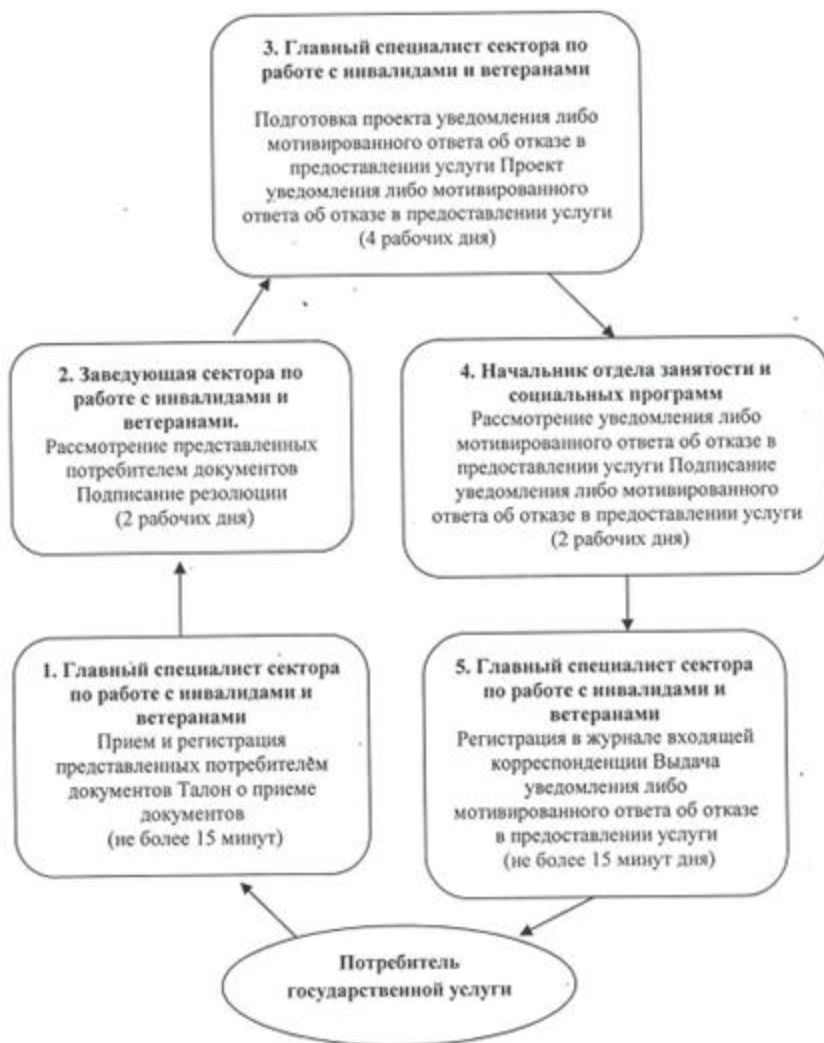 3. Главный специалист сектора по
работе с инвалидами и ветеранами
Подготовка проекта уведомления либо
мотивированного ответа об отказе в
предоставлении услуги Проект
уведомления либо мотивированного
ответа об отказе в предоставлении услуги
(4 рабочих дня)
2. Заведующая сектора по
работе с инвалидами и
ветеранами.
Рассмотрение представленных
потребителем документов
Подписание резолюции
(2 рабочих дня)
4. Начальник отдела занятости и
социальных программ
Рассмотрение уведомления либо
мотивированного ответа об отказе в
предоставлении услуги Подписание
уведомления либо мотивированного
ответа об отказе в предоставлении услуги
(2 рабочих дня)
1. Главный специалист сектора
по работе с инвалидами и
ветеранами
Прием и регистрация
представленных потребителем
документов Талон о приеме
документов
(не более 15 минут)
5. Главный специалист сектора
по работе с инвалидами и
ветеранами
Регистрация в журнале входящей
корреспонденции Выдача
уведомления либо
мотивированного ответа об отказе
в предоставлении услуги
(не более 15 минут дня)
Потребитель
государственной услуги